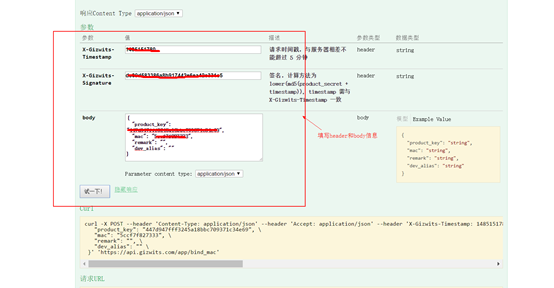 响应Content Type application/json
参数
参数 值 描述 参数类型 数据类型
X-Gizwits-Timestamp 请求时间戳，与服务器相差不能超过 5 分钟 header string
X-Gizwits-Signature 签名，计算方法为 lower(md5(product_secret + timestamp))，timestamp 需与 X-Gizwits-Timestamp 一致 header string
body
{
"product_key":
"mac":
"remark": "",
"dev_alias": ""
}
body
模型 Example Value
{
"product_key": "string",
"mac": "string",
"remark": "string",
"dev_alias": "string"
}
填写header和body信息
Parameter content type: application/json
试一下！ 隐藏响应
Curl
curl -X POST --header 'Content-Type: application/json' --header 'Accept: application/json' --header 'X-Gizwits-Timestamp:
"mac": "5ccf7f827333", \
"remark": "", \
"dev_alias": "" \
}' 'https://api.gizwits.com/app/bind_mac'
请求URL